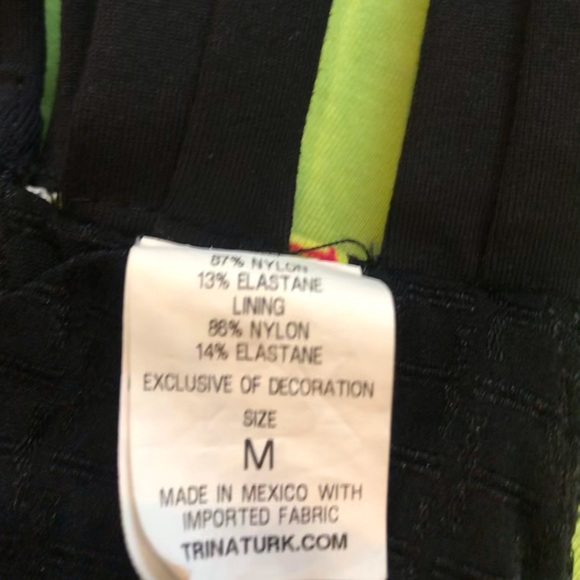 87% NYLON
13% ELASTANE
LINING
86% NYLON
14% ELASTANE
EXCLUSIVE OF DECORATION
SIZE
M
MADE IN MEXICO WITH
IMPORTED FABRIC
TRINATURK.COM